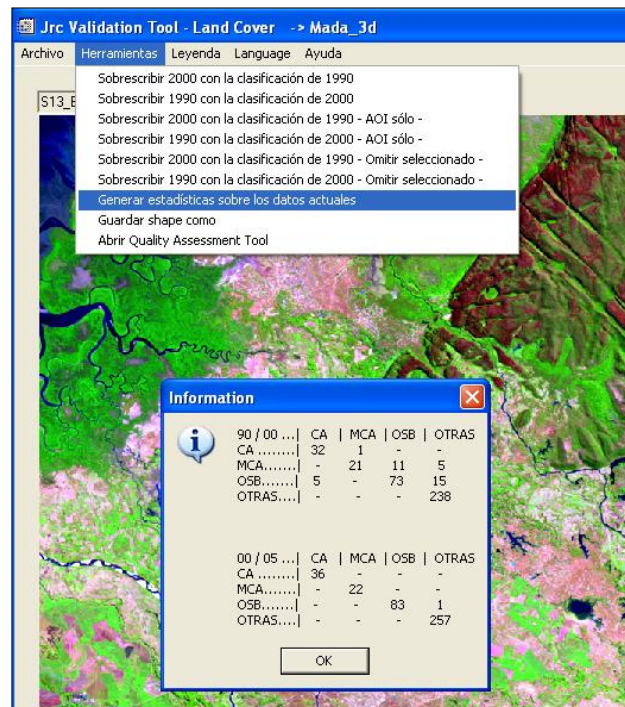 Jrc Validation Tool - Land Cover -> Mada_3d
Archivo Herramientas Leyenda Language Ayuda
Sobrescribir 2000 con la clasificación de 1990
Sobrescribir 1990 con la clasificación de 2000
Sobrescribir 2000 con la clasificación de 1990 - AOI sólo -
Sobrescribir 1990 con la clasificación de 2000 - AOI sólo -
Sobrescribir 2000 con la clasificación de 1990 - Omitir seleccionado -
Sobrescribir 1990 con la clasificación de 2000 - Omitir seleccionado -
Generar estadísticas sobre los datos actuales
Guardar shape como
Abrir Quality Assessment Tool
S13_E
Information
90 / 00 ...| CA | MCA | OSB | OTRAS
CA ........| 32 1 - -
MCA.......| - 21 11 5
OSB.......| 5 - 73 15
OTRAS....| - - - 238
00 / 05 ...| CA | MCA | OSB | OTRAS
CA ........| 36 - - -
MCA.......| - 22 - -
OSB.......| - - 83 1
OTRAS....| - - - 257
OK